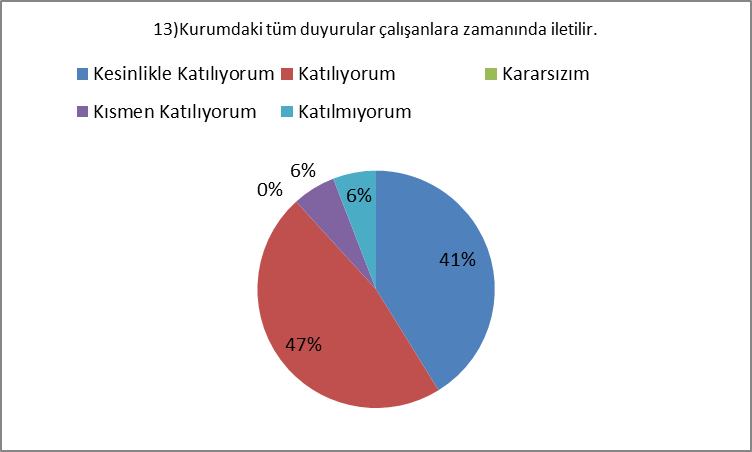 13)Kurumdaki tüm duyurular çalışanlara zamanında iletilir.
Kesinlikle Katılıyorum Katılıyorum Kararsızım
Kısmen Katılıyorum Katılmıyorum
6%
0%
6%
41%
47%